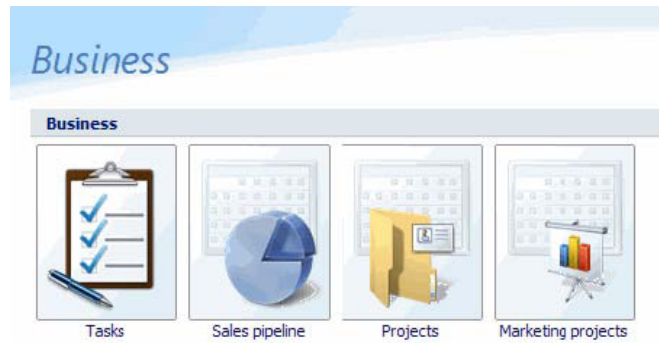 Business
Business
Tasks
Sales pipeline
Projects
Marketing projects